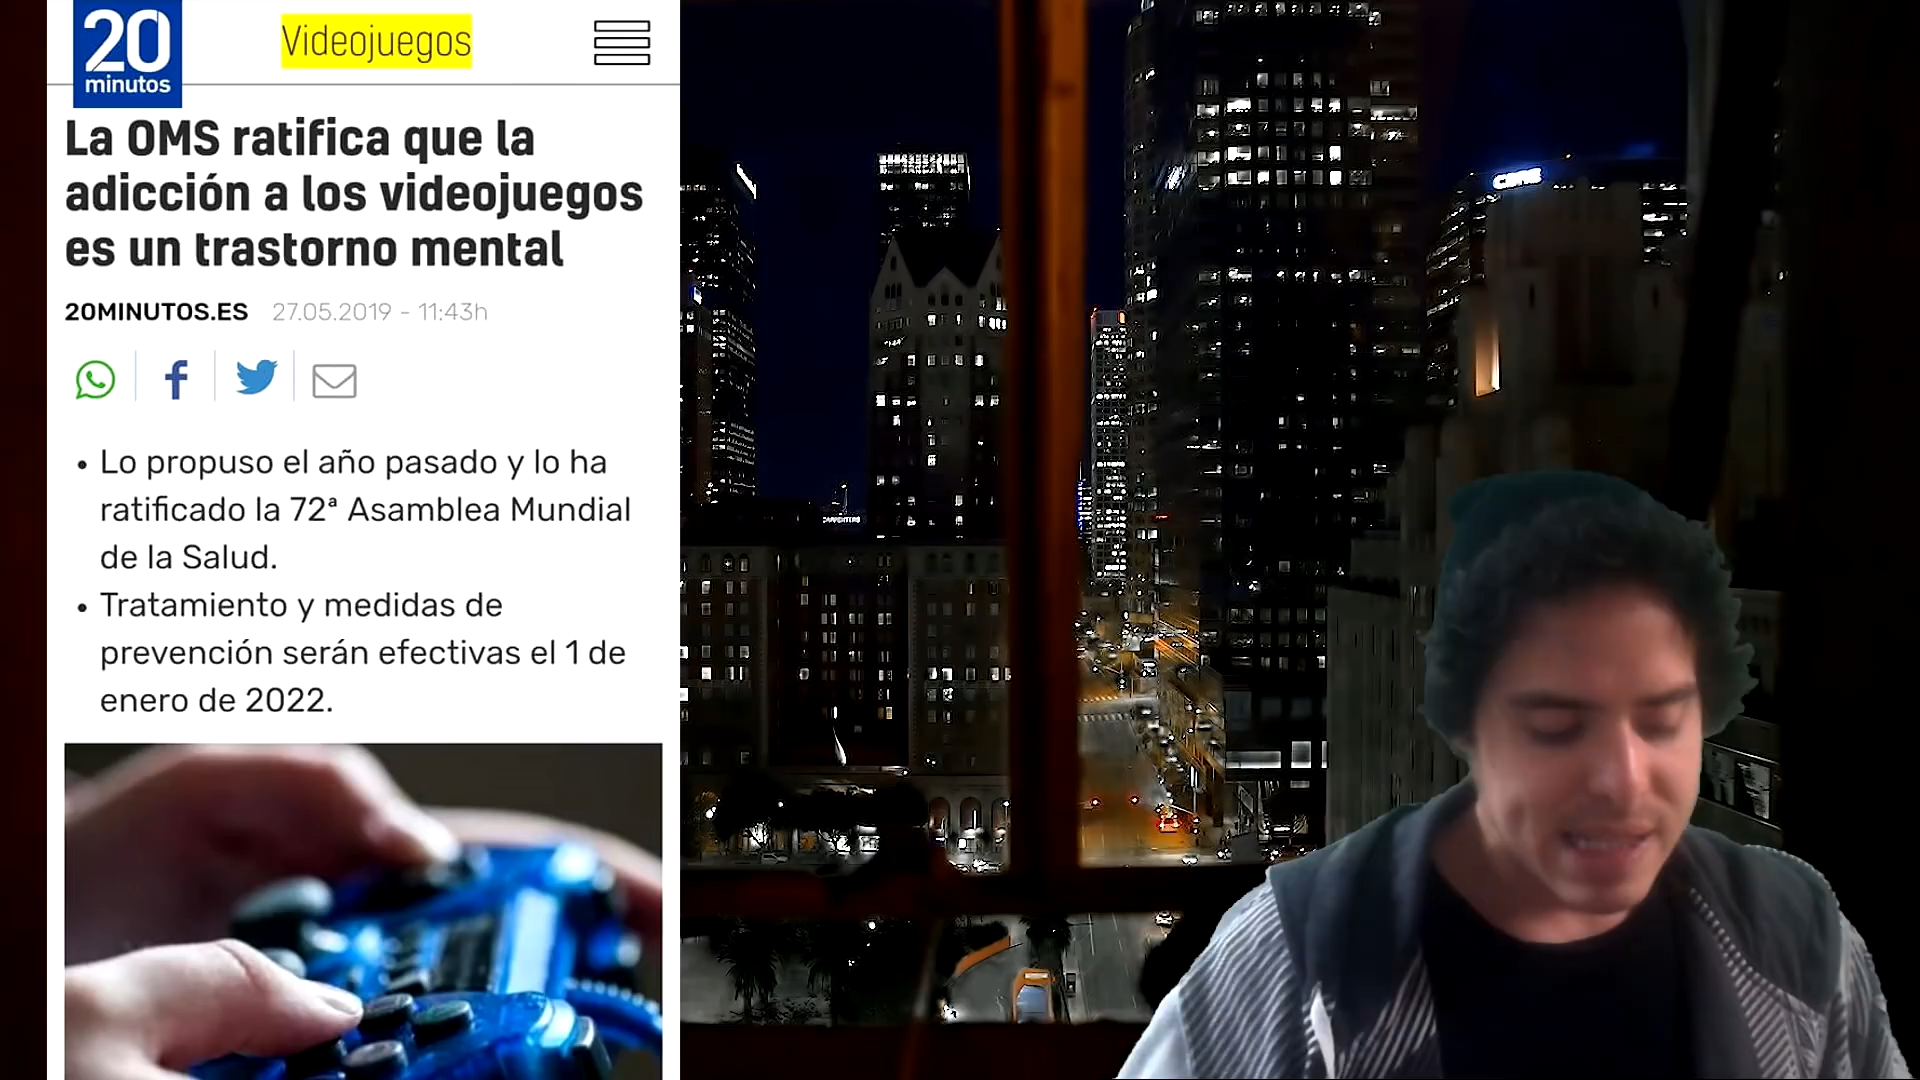 20
minutos
Videojuegos
La OMS ratifica que la
adicción a los videojuegos
es un trastorno mental
20MINUTOS.ES 27.05.2019 - 11:43h
• Lo propuso el año pasado y lo ha
ratificado la 72ª Asamblea Mundial
de la Salud.
• Tratamiento y medidas de
prevención serán efectivas el 1 de
enero de 2022.